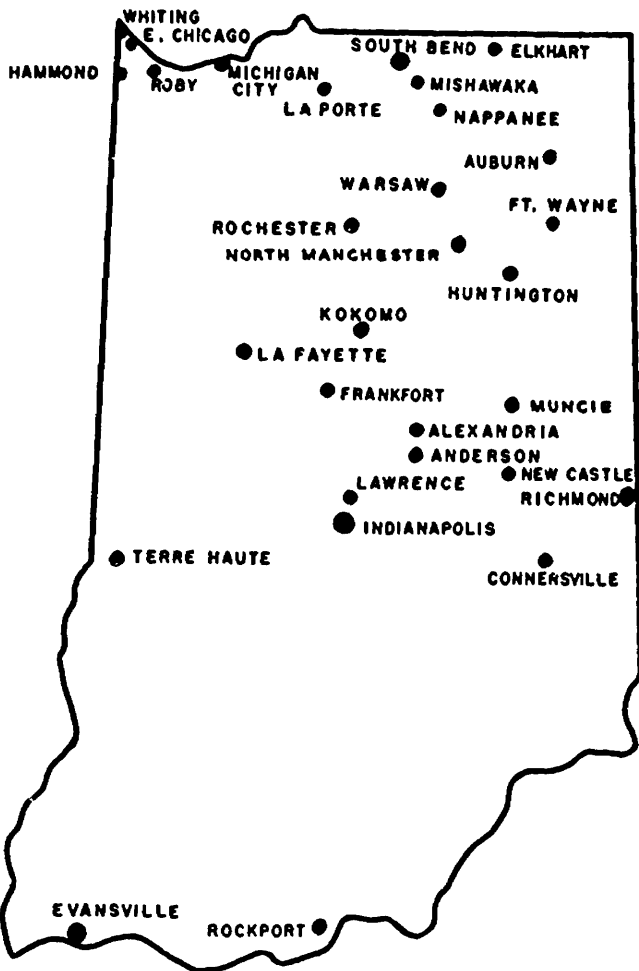 WHITING
E. CHICAGO
SOUTH BEND
ELKHART
HAMMOND
ROBY
MICHIGAN
CITY
MISHAWAKA
LA PORTE
NAPPANEE
AUBURN
WARSAW
FT. WAYNE
ROCHESTER
NORTH MANCHESTER
HUNTINGTON
KOKOMO
LA FAYETTE
FRANKFORT
MUNCIE
ALEXANDRIA
ANDERSON
NEW CASTLE
LAWRENCE
RICHMOND
INDIANAPOLIS
TERRE HAUTE
CONNERSVILLE
EVANSVILLE
ROCKPORT